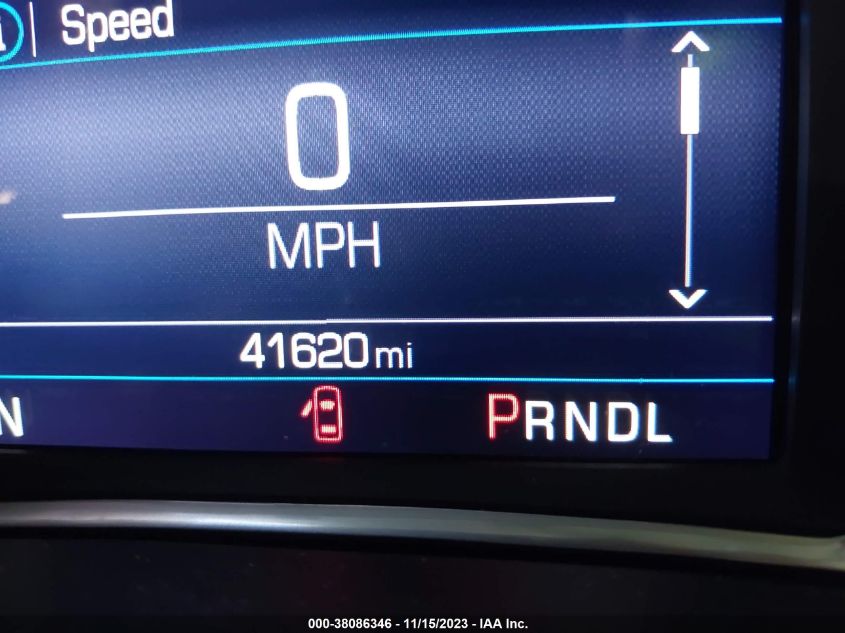 i | Speed
0
MPH
41620 mi
N
PRNDL
000-38086346 - 11/15/2023 - IAA Inc.